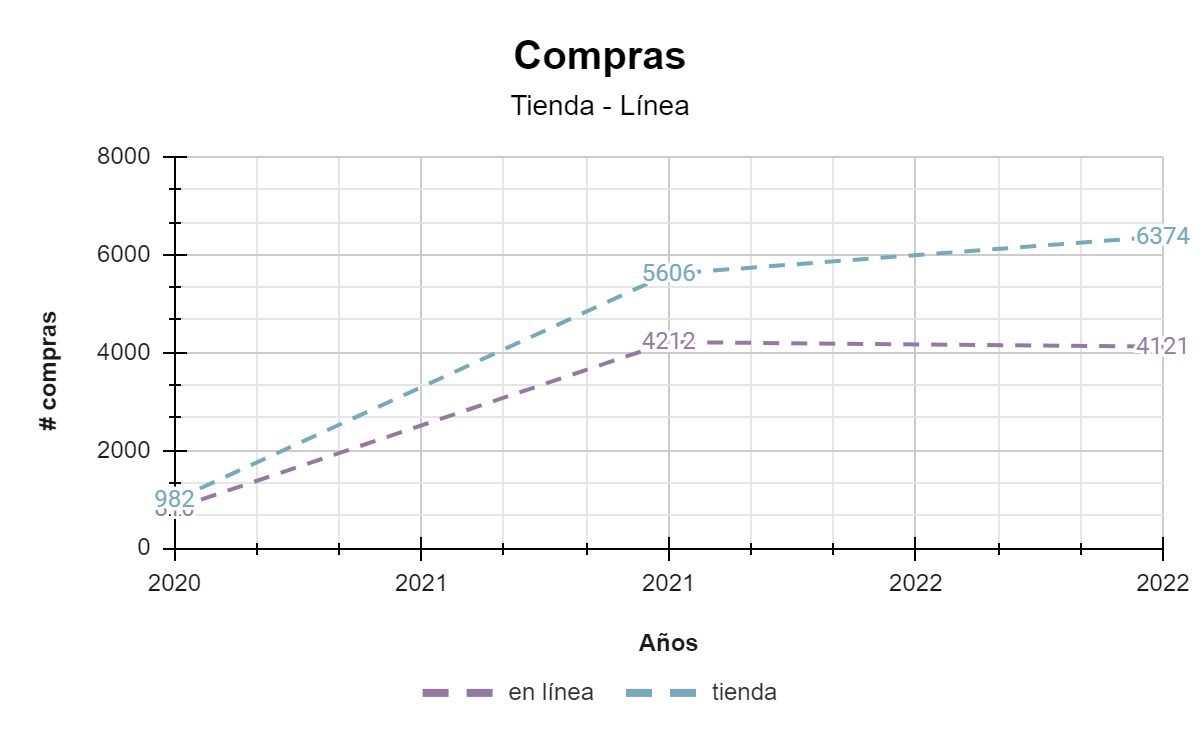 Compras
Tienda - Línea
8000
6000
4000
2000
0
# compras
5606
6374
4212
4121
982
2020 2021 2021 2022 2022
Años
en línea tienda